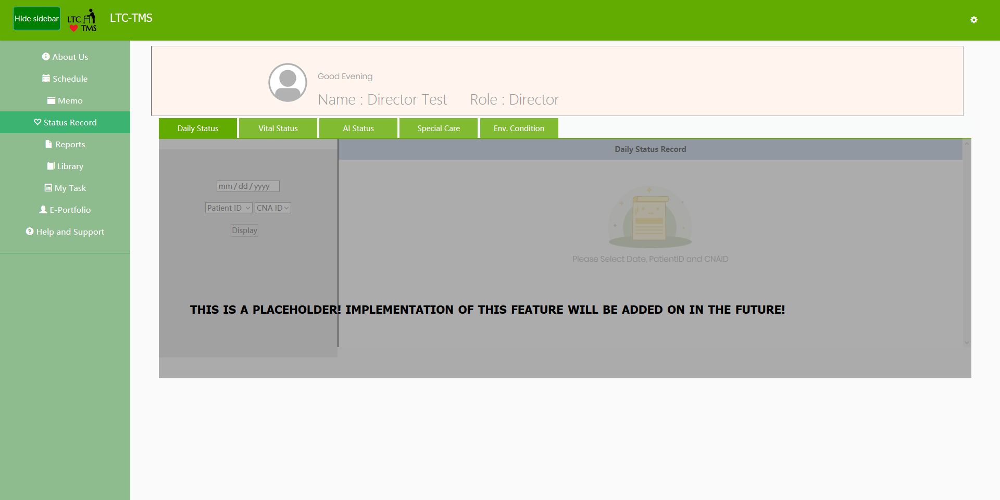 Hide sidebar
LTC
TMS
LTC-TMS
About Us
Schedule
Memo
Status Record
Reports
Library
My Task
E-Portfolio
Help and Support
Good Evening
Name : Director Test Role : Director
Daily Status Vital Status AI Status Special Care Env. Condition
mm / dd / yyyy
Patient ID CNA ID
Display
Daily Status Record
Please Select Date, PatientID and CNAID
THIS IS A PLACEHOLDER! IMPLEMENTATION OF THIS FEATURE WILL BE ADDED ON IN THE FUTURE!